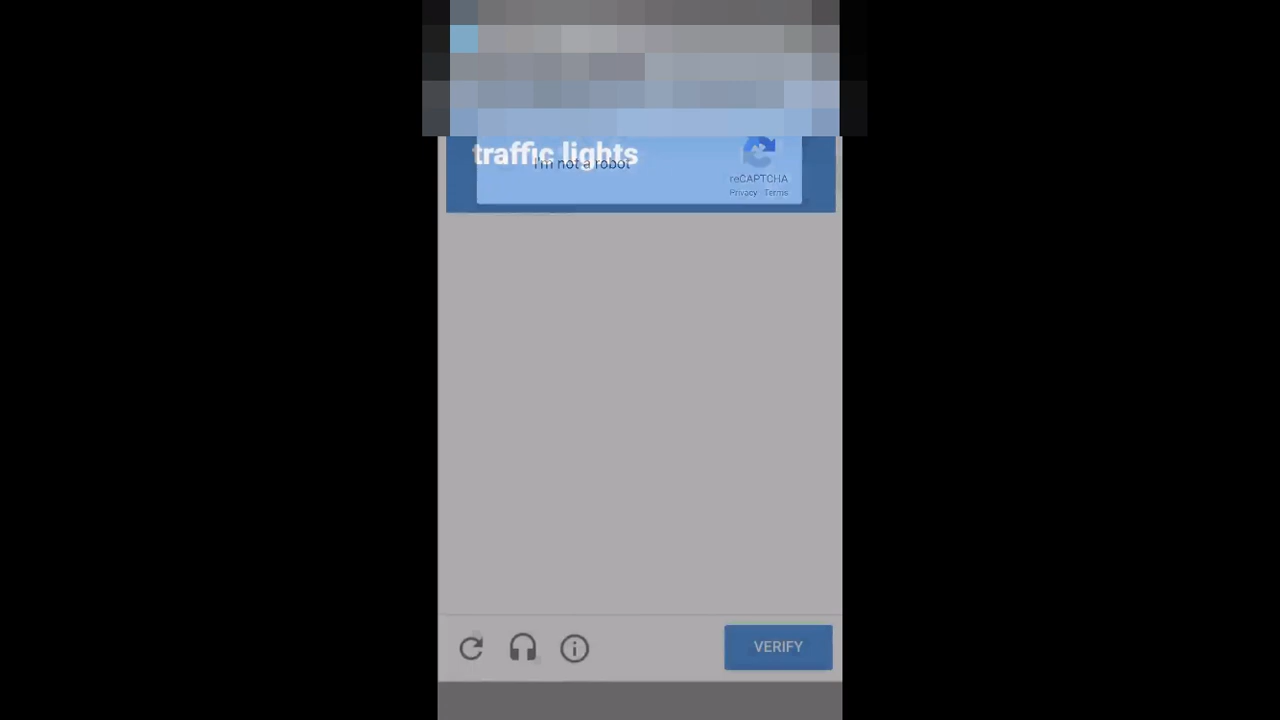 traffic lights
I'm not a robot
reCAPTCHA
Privacy Terms
VERIFY